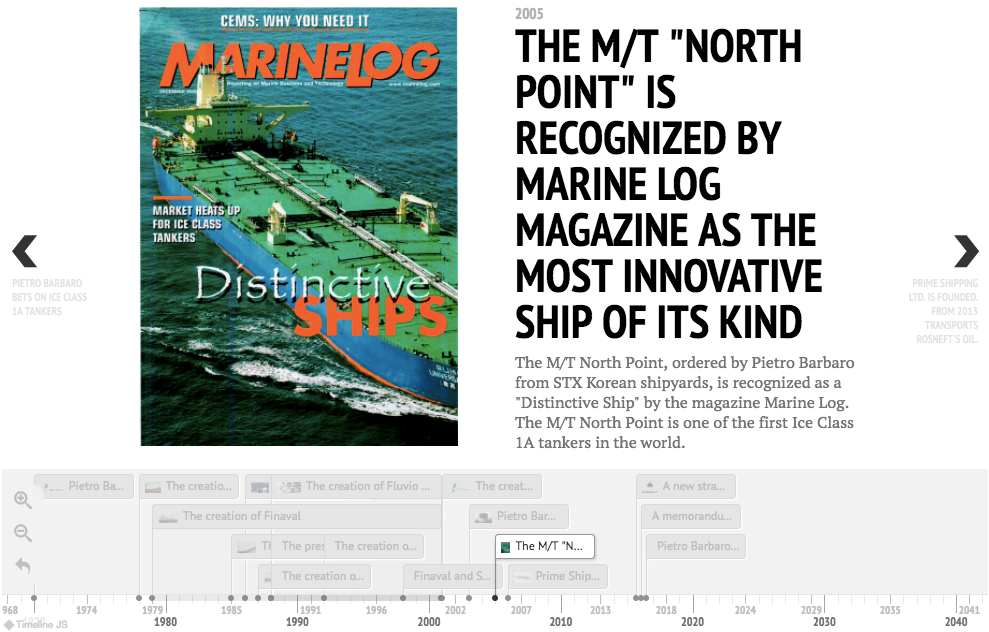 CEMS: WHY YOU NEED IT
MARINELOG
Reporting on Marine Business and Technology
www.marinelog.com
MARKET HEATS UP
FOR ICE CLASS
TANKERS
Distinctive
SHIPS
2005
THE M/T "NORTH
POINT" IS
RECOGNIZED BY
MARINE LOG
MAGAZINE AS THE
MOST INNOVATIVE
SHIP OF ITS KIND
The M/T North Point, ordered by Pietro Barbaro
from STX Korean shipyards, is recognized as a
"Distinctive Ship" by the magazine Marine Log.
The M/T North Point is one of the first Ice Class
1A tankers in the world.
PIETRO BARBARO
BETS ON ICE CLASS
1A TANKERS
PRIME SHIPPING
LTD. IS FOUNDED.
FROM 2013
TRANSPORTS
ROSNEFT'S OIL.
Pietro Ba...
The creatio...
The creation of Fluvio ...
The creat...
A new stra...
The creation of Finaval
Pietro Bar...
A memorandu...
The pres
The creation o...
The M/T "N...
Pietro Barbaro...
The creation o...
Finaval and S...
Prime Ship...
968 1974 1979 1985 1991 1996 2002 2007 2013 2018 2024 2029 2035 2041
1970 1980 1990 2000 2010 2020 2030 2040
Timeline JS